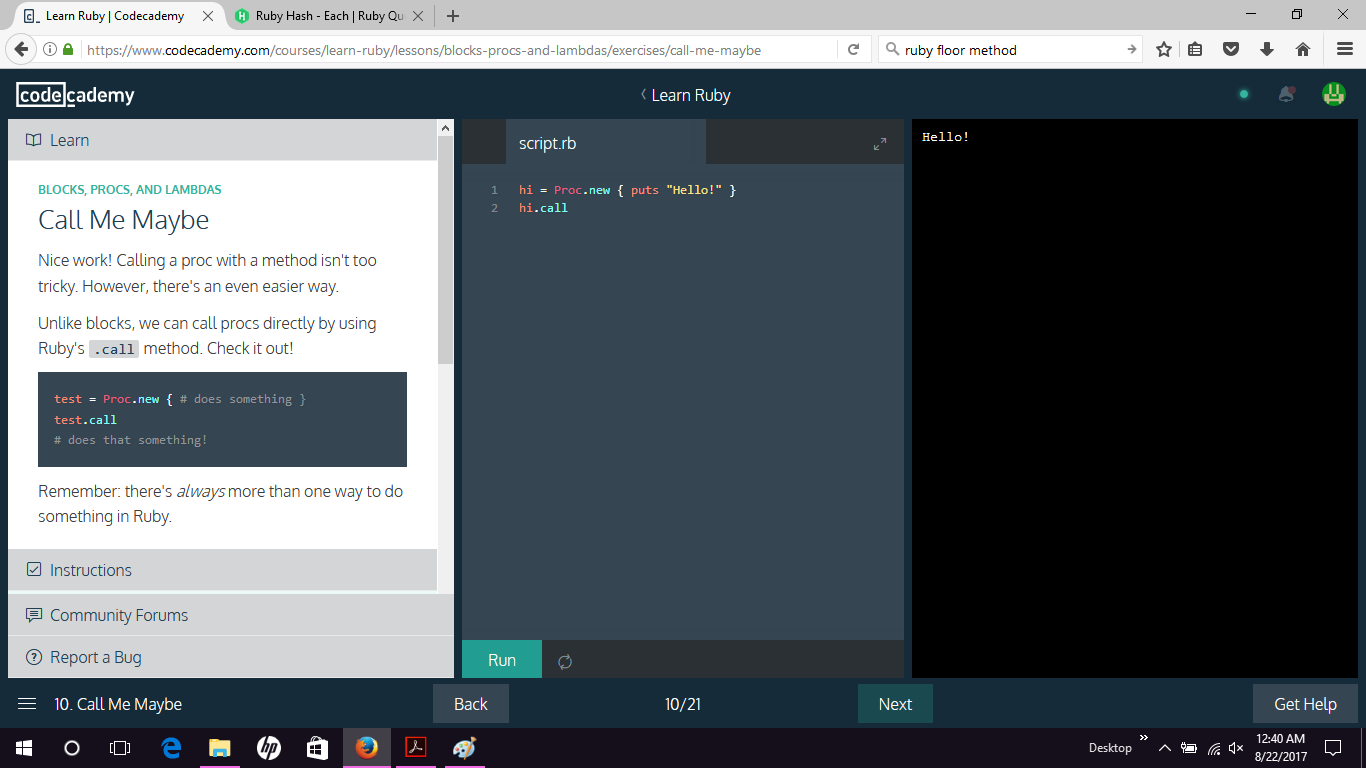 Learn Ruby | Codecademy
Ruby Hash - Each | Ruby Qu
https://www.codecademy.com/courses/learn-ruby/lessons/blocks-procs-and-lambdas/exercises/call-me-maybe
ruby floor method
codecademy
Learn Ruby
Learn
BLOCKS, PROCS, AND LAMBDAS
Call Me Maybe
Nice work! Calling a proc with a method isn't too
tricky. However, there's an even easier way.
Unlike blocks, we can call procs directly by using
Ruby's .call method. Check it out!
test = Proc.new { # does something }
test.call
# does that something!
Remember: there's always more than one way to do
something in Ruby.
Instructions
Community Forums
Report a Bug
script.rb
1 hi = Proc.new { puts "Hello!" }
2 hi.call
Run
Hello!
10. Call Me Maybe
Back
10/21
Next
Get Help
hp
Desktop
12:40 AM
8/22/2017